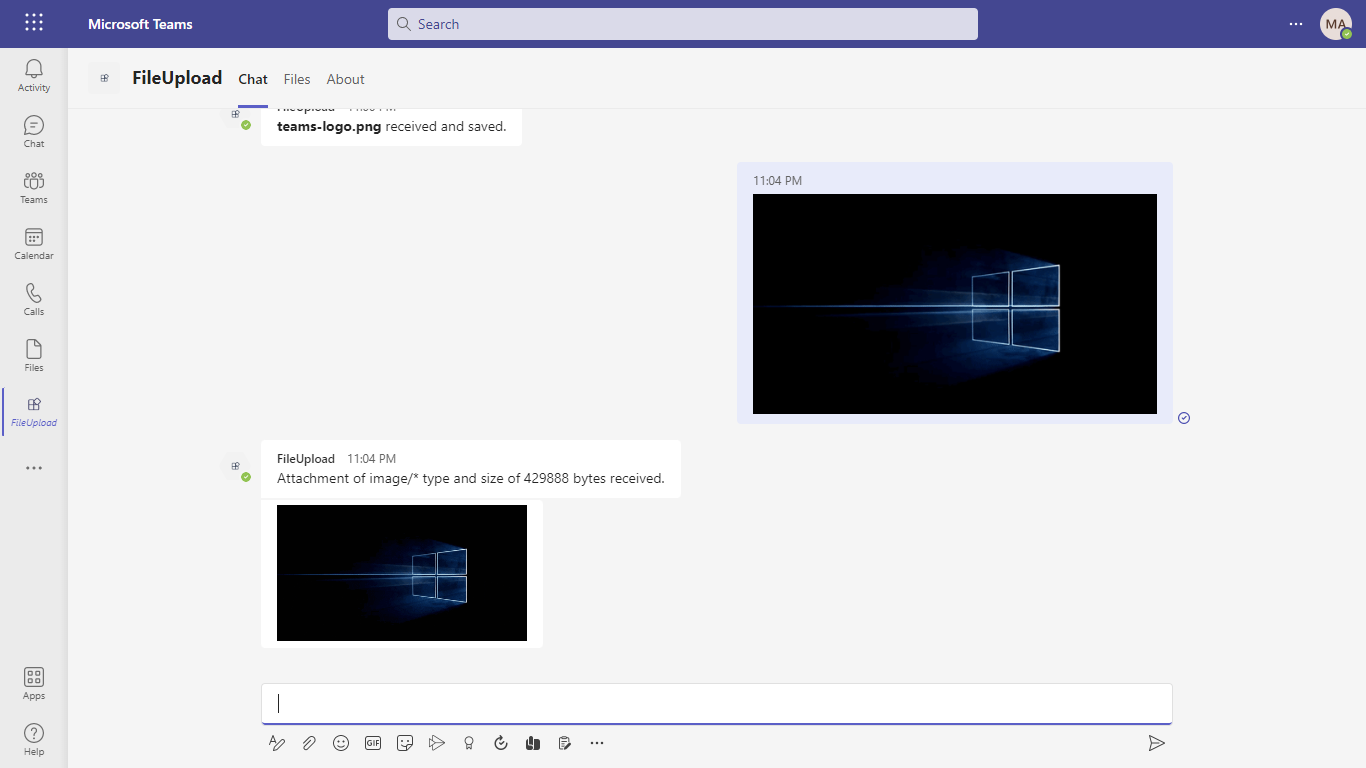 Microsoft Teams
Search
MA
Activity
Chat
Teams
Calendar
Calls
Files
FileUpload
Apps
Help
FileUpload Chat Files About
FileUpload
teams-logo.png received and saved.
11:04 PM
FileUpload 11:04 PM
Attachment of image/* type and size of 429888 bytes received.
GIF